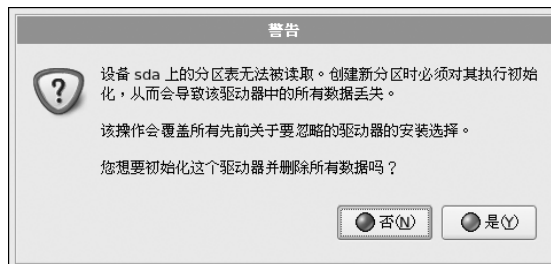 警告
设备 sda 上的分区表无法被读取。创建新分区时必须对其执行初始
化，从而会导致该驱动器中的所有数据丢失。
该操作会覆盖所有先前关于要忽略的驱动器的安装选择。
您想要初始化这个驱动器并删除所有数据吗？
否(N) 是(Y)